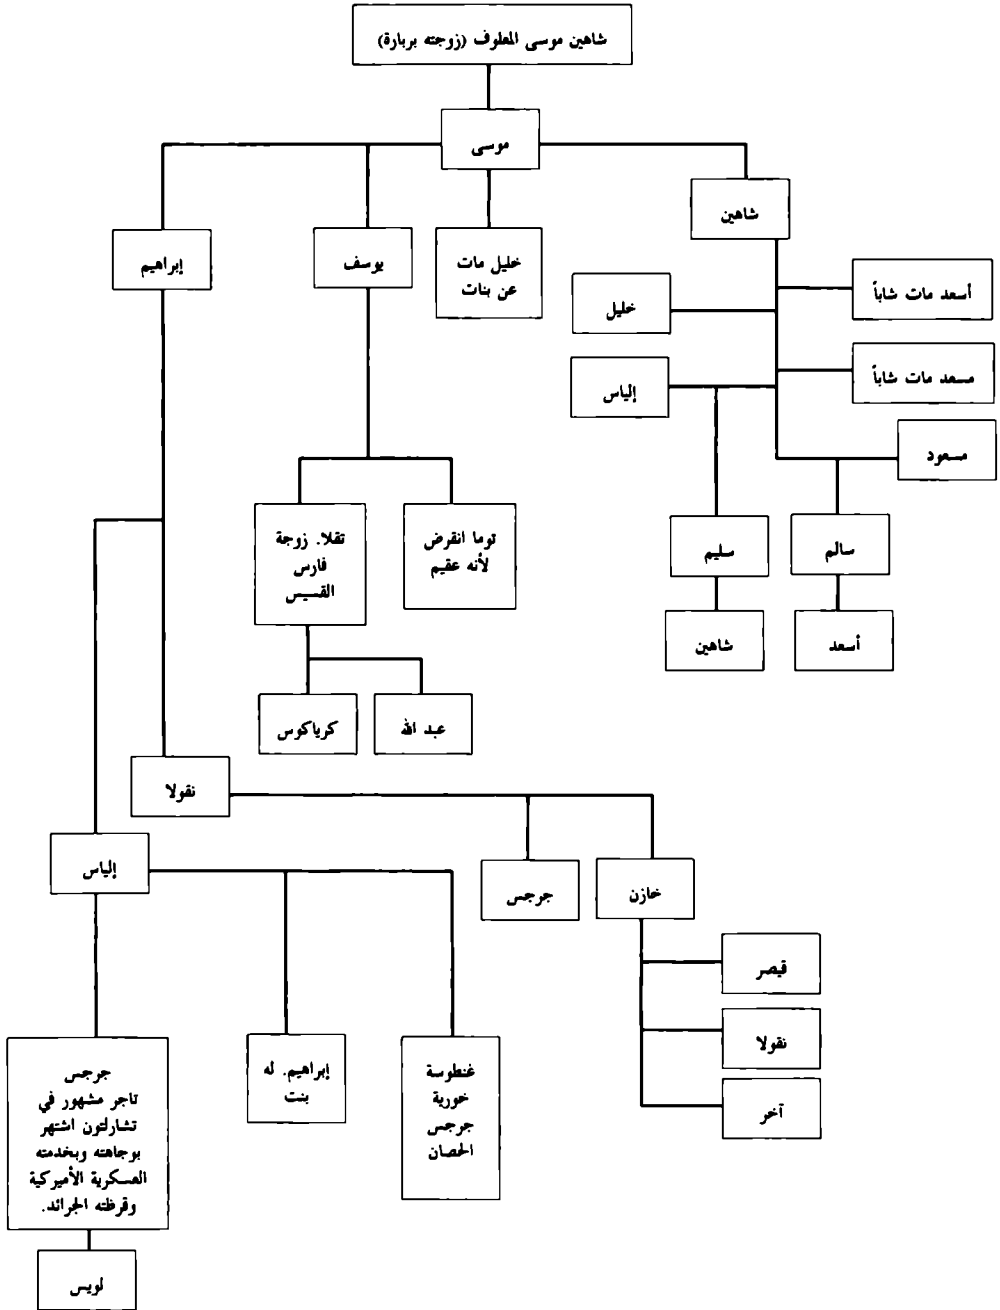 شاهين موسى المعلوف (زوجته بربارة)
موسى
شاهين
إبراهيم
يوسف
خليل مات
عن بنات
أسعد مات شاباً
خليل
مسعد مات شاباً
إلياس
مسعود
تقلا. زوجة
فارس
القسيس
توما انقرض
لأنه عقيم
سليم
سالم
شاهين
أسعد
كرياكوس
عبد الله
نقولا
إلياس
جرجس
خازن
قيصر
نقولا
آخر
جرجس
تاجر مشهور في
تشارلتون اشتهر
بوجاهته وبخدمته
العسكرية الأميركية
وقرظته الجرائد.
إبراهيم. له
بنت
غنطوسة
خورية
جرجس
الحصان
لويس